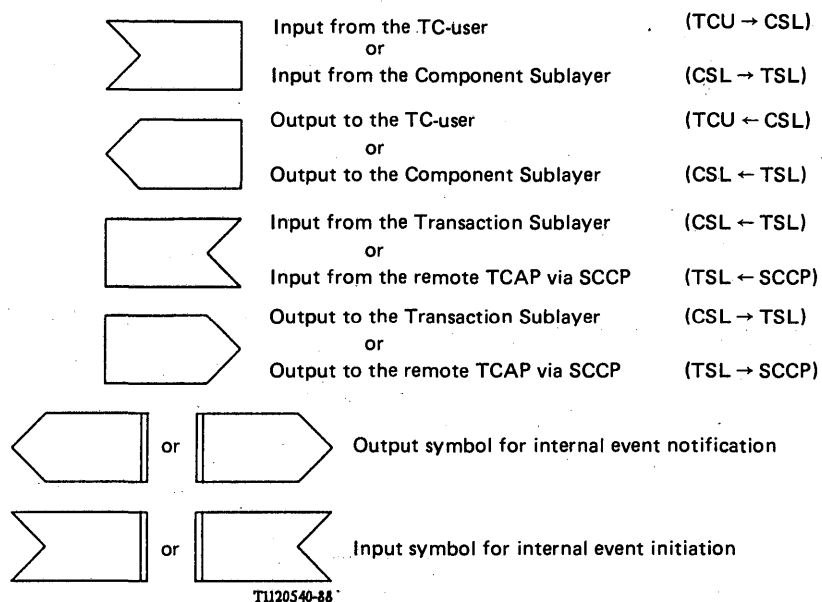 Input from the TC-user (TCU → CSL)
or
Input from the Component Sublayer (CSL → TSL)
Output to the TC-user (TCU ← CSL)
or
Output to the Component Sublayer (CSL ← TSL)
Input from the Transaction Sublayer (CSL ← TSL)
or
Input from the remote TCAP via SCCP (TSL ← SCCP)
Output to the Transaction Sublayer (CSL → TSL)
or
Output to the remote TCAP via SCCP (TSL → SCCP)
or Output symbol for internal event notification
or Input symbol for internal event initiation
T1120540-88